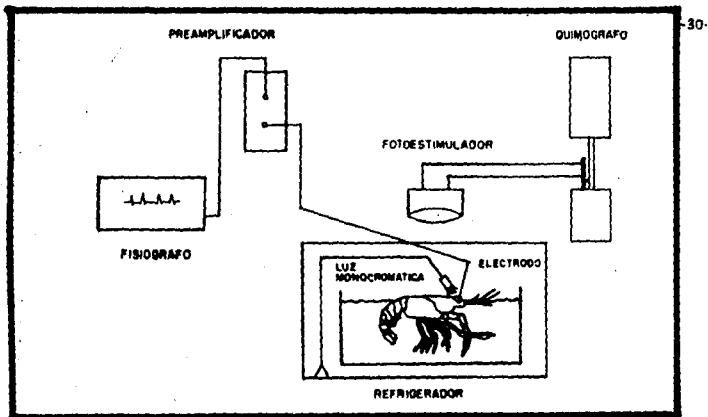 -30-
PREAMPLIFICADOR
QUIMOGRAFO
FOTOESTIMULADOR
FISIOGRAFO
LUZ
MONOCROMATICA
ELECTRODO
REFRIGERADOR